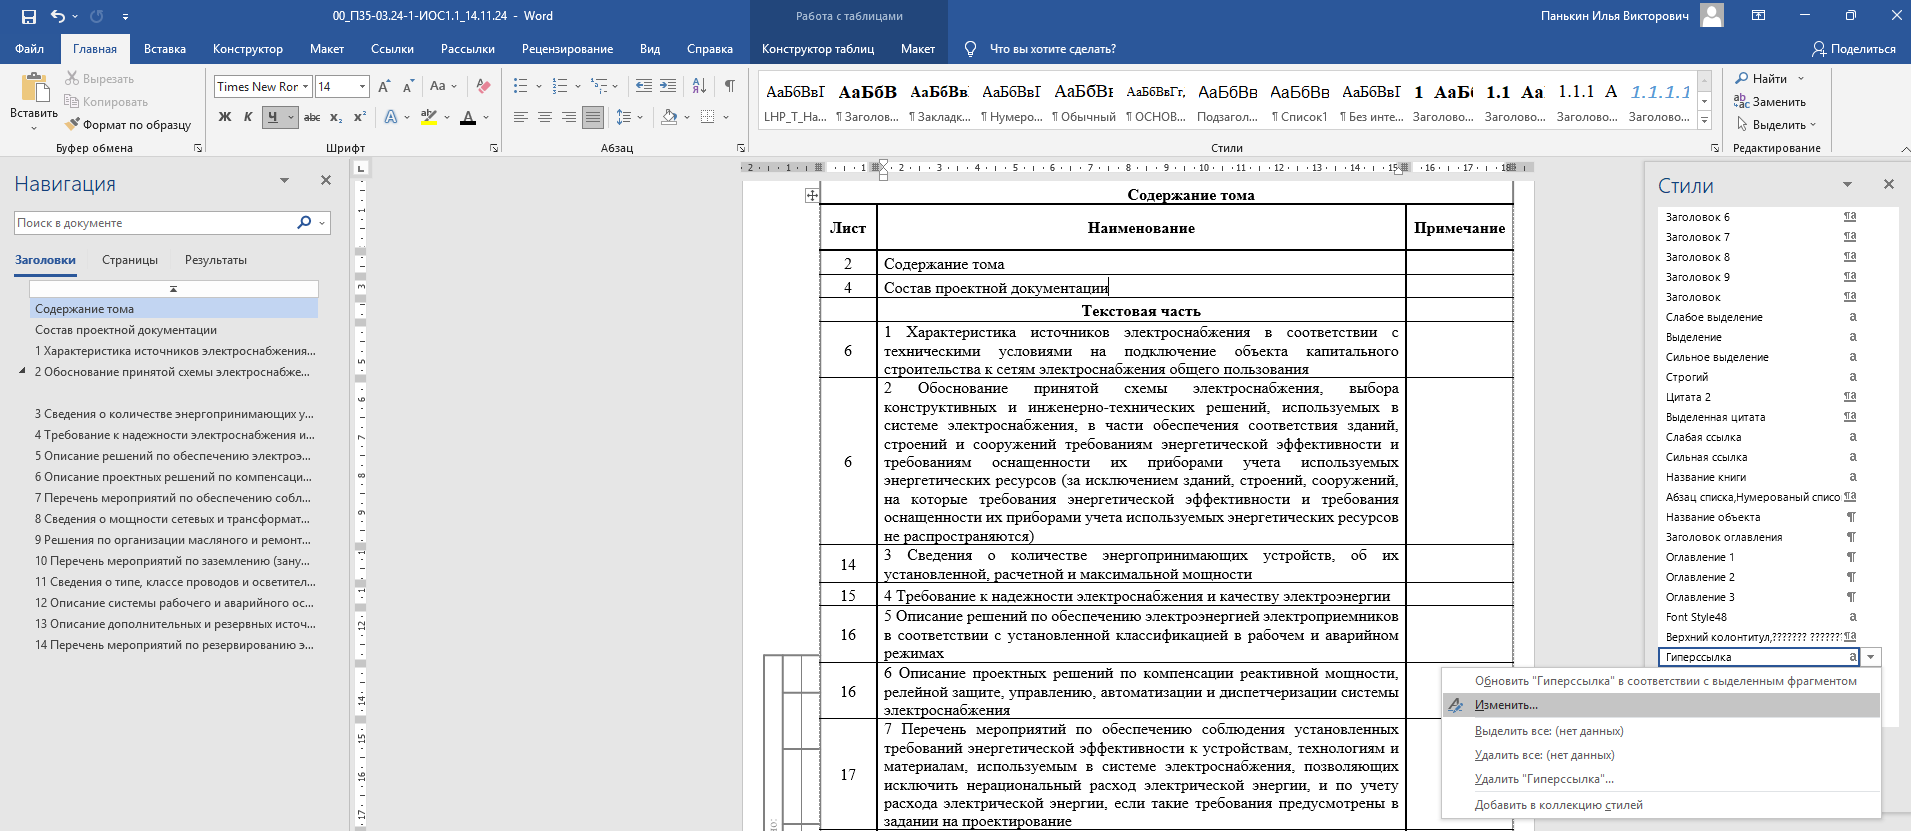 00_П35-03.24-1-ИОС1.1_14.11.24 - Word
Работа с таблицами
Панькин Илья Викторович
Файл Главная Вставка Конструктор Макет Ссылки Рассылки Рецензирование Вид Справка Конструктор таблиц Макет Что вы хотите сделать? Поделиться
Вставить
Вырезать
Копировать
Формат по образцу
Буфер обмена
Times New Ror 14
Ж К Ч abc x₂ x²
Шрифт
Абзац
АаБбВвГ АаБбВ АаБбВв АаБбВвГ АаБбВв АаБбВвГг, АаБбВв АаБбВв АаБбВвГ 1 АаБ 1.1 Аа 1.1.1 А 1.1.1.1
LHP_T_На... ¶ Заголов... ¶ Закладк... ¶ Нумеро... ¶ Обычный ¶ ОСНОВ... Подзагол... ¶ Список1 ¶ Без инте... Заголово... Заголово... Заголово... Заголово...
Стили
Найти
Заменить
Выделить
Редактирование
Навигация
Поиск в документе
Заголовки Страницы Результаты
Содержание тома
Состав проектной документации
1 Характеристика источников электроснабжения...
2 Обоснование принятой схемы электроснабже...
3 Сведения о количестве энергопринимающих у...
4 Требование к надежности электроснабжения и...
5 Описание решений по обеспечению электроэ...
6 Описание проектных решений по компенсаци...
7 Перечень мероприятий по обеспечению собл...
8 Сведения о мощности сетевых и трансформат...
9 Решения по организации масляного и ремонт...
10 Перечень мероприятий по заземлению (зану...
11 Сведения о типе, классе проводов и осветител...
12 Описание системы рабочего и аварийного ос...
13 Описание дополнительных и резервных источ...
14 Перечень мероприятий по резервированию э...
Содержание тома
Лист Наименование Примечание
2 Содержание тома
4 Состав проектной документации
Текстовая часть
6 1 Характеристика источников электроснабжения в соответствии с
техническими условиями на подключение объекта капитального
строительства к сетям электроснабжения общего пользования
6 2 Обоснование принятой схемы электроснабжения, выбора
конструктивных и инженерно-технических решений, используемых в
системе электроснабжения, в части обеспечения соответствия зданий,
строений и сооружений требованиям энергетической эффективности и
требованиям оснащенности их приборами учета используемых
энергетических ресурсов (за исключением зданий, строений, сооружений,
на которые требования энергетической эффективности и требования
оснащенности их приборами учета используемых энергетических ресурсов
не распространяются)
14 3 Сведения о количестве энергопринимающих устройств, об их
установленной, расчетной и максимальной мощности
15 4 Требование к надежности электроснабжения и качеству электроэнергии
16 5 Описание решений по обеспечению электроэнергией электроприемников
в соответствии с установленной классификацией в рабочем и аварийном
режимах
16 6 Описание проектных решений по компенсации реактивной мощности,
релейной защите, управлению, автоматизации и диспетчеризации системы
электроснабжения
17 7 Перечень мероприятий по обеспечению соблюдения установленных
требований энергетической эффективности к устройствам, технологиям и
материалам, используемым в системе электроснабжения, позволяющих
исключить нерациональный расход электрической энергии, и по учету
расхода электрической энергии, если такие требования предусмотрены в
задании на проектирование
Стили
Заголовок 6
Заголовок 7
Заголовок 8
Заголовок 9
Заголовок
Слабое выделение
Выделение
Сильное выделение
Строгий
Цитата 2
Выделенная цитата
Слабая ссылка
Сильная ссылка
Название книги
Абзац списка,Нумерованый списо
Название объекта
Заголовок оглавления
Оглавление 1
Оглавление 2
Оглавление 3
Font Style48
Верхний колонтитул,??????? ???????
Гиперссылка
Обновить "Гиперссылка" в соответствии с выделенным фрагментом
Изменить...
Выделить все: (нет данных)
Удалить все: (нет данных)
Удалить "Гиперссылка"...
Добавить в коллекцию стилей